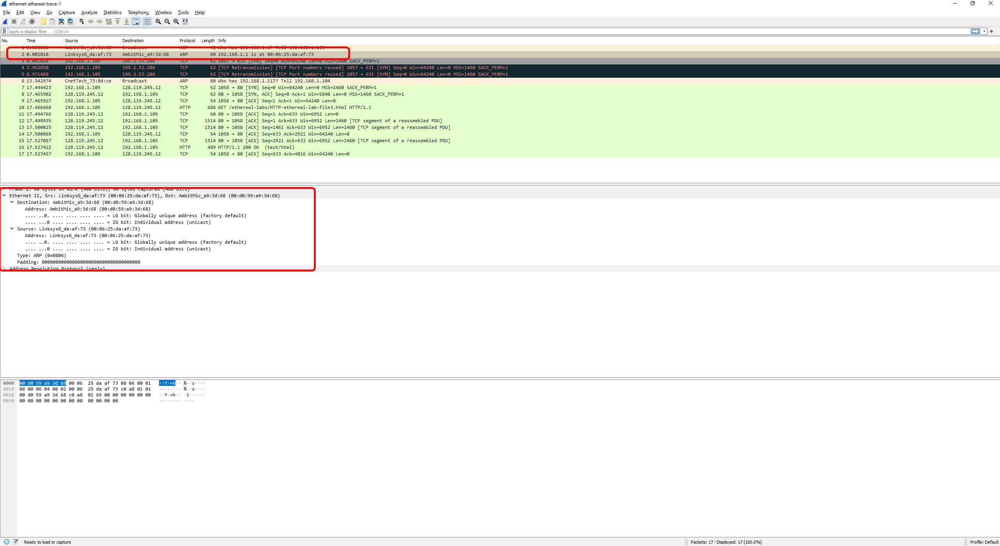 ethernet-ethereal-trace-1
File Edit View Go Capture Analyze Statistics Telephony Wireless Tools Help
Apply a display filter ... <Ctrl-/>
No. Time Source Destination Protocol Length Info
1 0.000000 AmbitMic_a9:3d:68 Broadcast ARP 42 Who has 192.168.1.1? Tell 192.168.1.105
2 0.001018 LinksysG_da:af:73 AmbitMic_a9:3d:68 ARP 60 192.168.1.1 is at 00:06:25:da:af:73
3 0.001028 192.168.1.105 199.2.53.206 TCP 62 1057 → 631 [SYN] Seq=0 Win=64240 Len=0 MSS=1460 SACK_PERM=1
4 2.962850 192.168.1.105 199.2.53.206 TCP 62 [TCP Retransmission] [TCP Port numbers reused] 1057 → 631 [SYN] Seq=0 Win=64240 Len=0 MSS=1460 SACK_PERM=1
5 8.971488 192.168.1.105 199.2.53.206 TCP 62 [TCP Retransmission] [TCP Port numbers reused] 1057 → 631 [SYN] Seq=0 Win=64240 Len=0 MSS=1460 SACK_PERM=1
6 13.542974 CnetTech_73:8d:ce Broadcast ARP 60 Who has 192.168.1.117? Tell 192.168.1.104
7 17.444423 192.168.1.105 128.119.245.12 TCP 62 1058 → 80 [SYN] Seq=0 Win=64240 Len=0 MSS=1460 SACK_PERM=1
8 17.465902 128.119.245.12 192.168.1.105 TCP 62 80 → 1058 [SYN, ACK] Seq=0 Ack=1 Win=5840 Len=0 MSS=1460 SACK_PERM=1
9 17.465927 192.168.1.105 128.119.245.12 TCP 54 1058 → 80 [ACK] Seq=1 Ack=1 Win=64240 Len=0
10 17.466468 192.168.1.105 128.119.245.12 HTTP 686 GET /ethereal-labs/HTTP-ethereal-lab-file3.html HTTP/1.1
11 17.494766 128.119.245.12 192.168.1.105 TCP 60 80 → 1058 [ACK] Seq=1 Ack=633 Win=6952 Len=0
12 17.498935 128.119.245.12 192.168.1.105 TCP 1514 80 → 1058 [ACK] Seq=1 Ack=633 Win=6952 Len=1460 [TCP segment of a reassembled PDU]
13 17.500025 128.119.245.12 192.168.1.105 TCP 1514 80 → 1058 [ACK] Seq=1461 Ack=633 Win=6952 Len=1460 [TCP segment of a reassembled PDU]
14 17.500069 192.168.1.105 128.119.245.12 TCP 54 1058 → 80 [ACK] Seq=633 Ack=2921 Win=64240 Len=0
15 17.527057 128.119.245.12 192.168.1.105 TCP 1514 80 → 1058 [ACK] Seq=2921 Ack=633 Win=6952 Len=1460 [TCP segment of a reassembled PDU]
16 17.527422 128.119.245.12 192.168.1.105 HTTP 489 HTTP/1.1 200 OK (text/html)
17 17.527457 192.168.1.105 128.119.245.12 TCP 54 1058 → 80 [ACK] Seq=633 Ack=4816 Win=64240 Len=0
Frame 2: 60 bytes on wire (480 bits), 60 bytes captured (480 bits)
Ethernet II, Src: LinksysG_da:af:73 (00:06:25:da:af:73), Dst: AmbitMic_a9:3d:68 (00:d0:59:a9:3d:68)
Destination: AmbitMic_a9:3d:68 (00:d0:59:a9:3d:68)
Address: AmbitMic_a9:3d:68 (00:d0:59:a9:3d:68)
.... ..0. .... .... .... .... = LG bit: Globally unique address (factory default)
.... ...0 .... .... .... .... = IG bit: Individual address (unicast)
Source: LinksysG_da:af:73 (00:06:25:da:af:73)
Address: LinksysG_da:af:73 (00:06:25:da:af:73)
.... ..0. .... .... .... .... = LG bit: Globally unique address (factory default)
.... ...0 .... .... .... .... = IG bit: Individual address (unicast)
Type: ARP (0x0806)
Padding: 000000000000000000000000000000000000
Address Resolution Protocol (reply)
0000 00 d0 59 a9 3d 68 00 06 25 da af 73 08 06 00 01 ··Y·=h·· %··s····
0010 08 00 06 04 00 02 00 06 25 da af 73 c0 a8 01 01 ········ %··s····
0020 00 d0 59 a9 3d 68 c0 a8 01 69 00 00 00 00 00 00 ··Y·=h·· ·i······
0030 00 00 00 00 00 00 00 00 00 00 00 00 ········ ····
Ready to load or capture
Packets: 17 · Displayed: 17 (100.0%)
Profile: Default